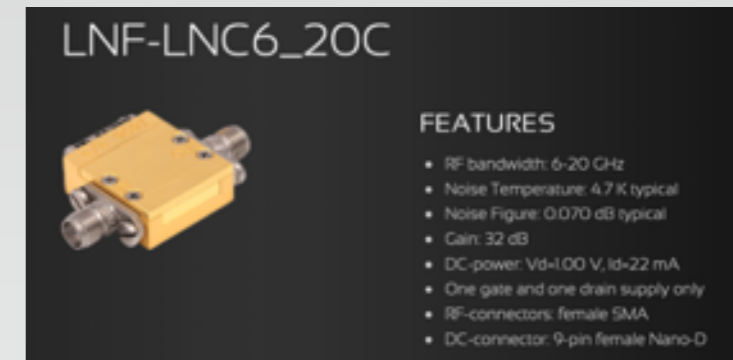 LNF-LNC6_20C
FEATURES
• RF bandwidth: 6-20 GHz
• Noise Temperature: 4.7 K typical
• Noise Figure: 0.070 dB typical
• Gain: 32 dB
• DC-power: Vd=1.00 V, Id=22 mA
• One gate and one drain supply only
• RF-connectors: female SMA
• DC-connector: 9-pin female Nano-D